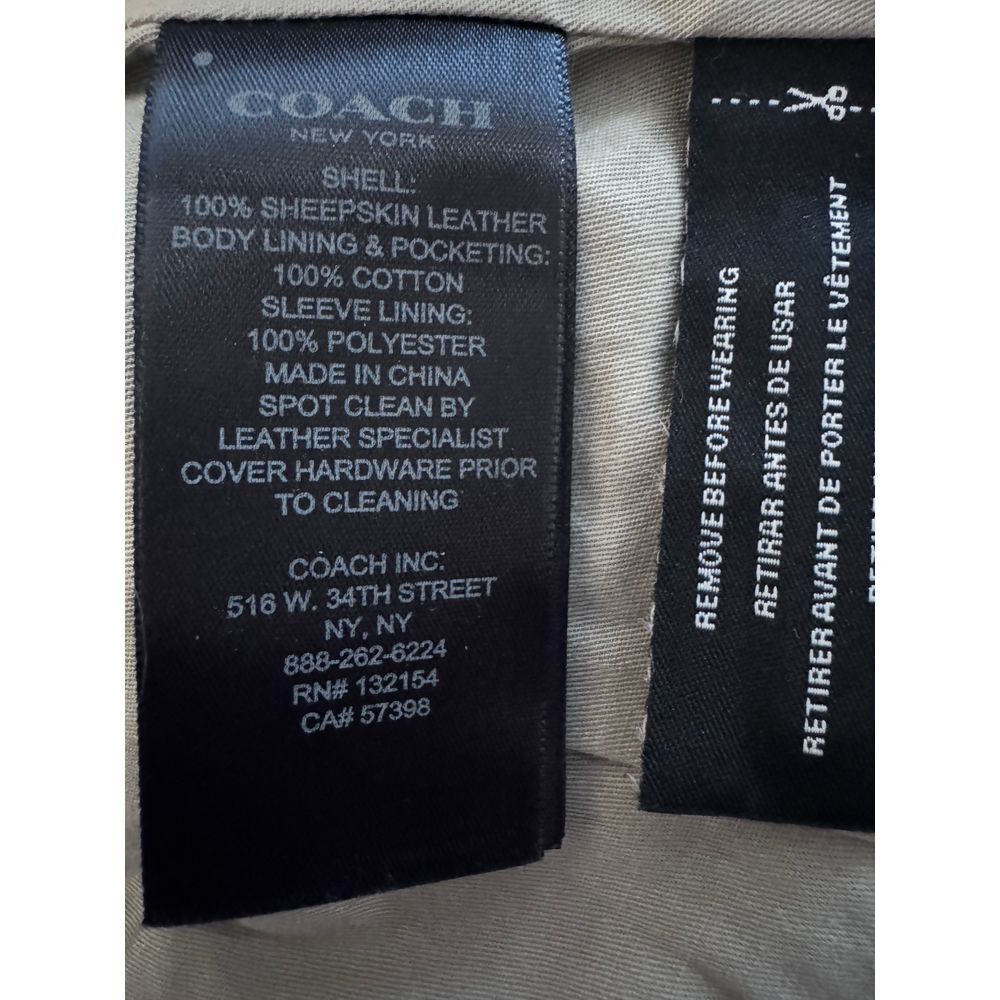 COACH
NEW YORK
SHELL:
100% SHEEPSKIN LEATHER
BODY LINING & POCKETING:
100% COTTON
SLEEVE LINING:
100% POLYESTER
MADE IN CHINA
SPOT CLEAN BY
LEATHER SPECIALIST
COVER HARDWARE PRIOR
TO CLEANING
COACH INC:
516 W. 34TH STREET
NY, NY
888-262-6224
RN# 132154
CA# 57398
REMOVE BEFORE WEARING
RETIRAR ANTES DE USAR
RETIRER AVANT DE PORTER LE VÊTEMENT